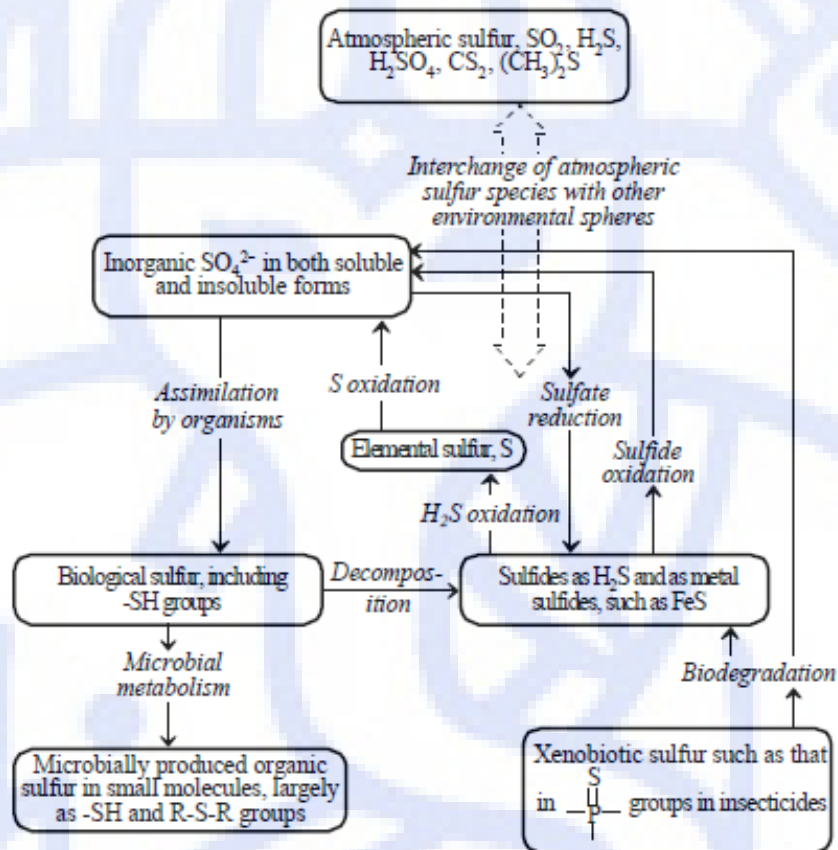 Atmospheric sulfur, SO₂, H₂S,
H₂SO₄, CS₂, (CH₃)₂S
Interchange of atmospheric
sulfur species with other
environmental spheres
Inorganic SO₄²⁻ in both soluble
and insoluble forms
Assimilation
by organisms
S oxidation
Sulfate
reduction
Elemental sulfur, S
Sulfide
oxidation
H₂S oxidation
Biological sulfur, including
-SH groups
Decompos-
ition
Sulfides as H₂S and as metal
sulfides, such as FeS
Microbial
metabolism
Biodegradation
Microbially produced organic
sulfur in small molecules, largely
as -SH and R-S-R groups
Xenobiotic sulfur such as that
S
in –P– groups in insecticides